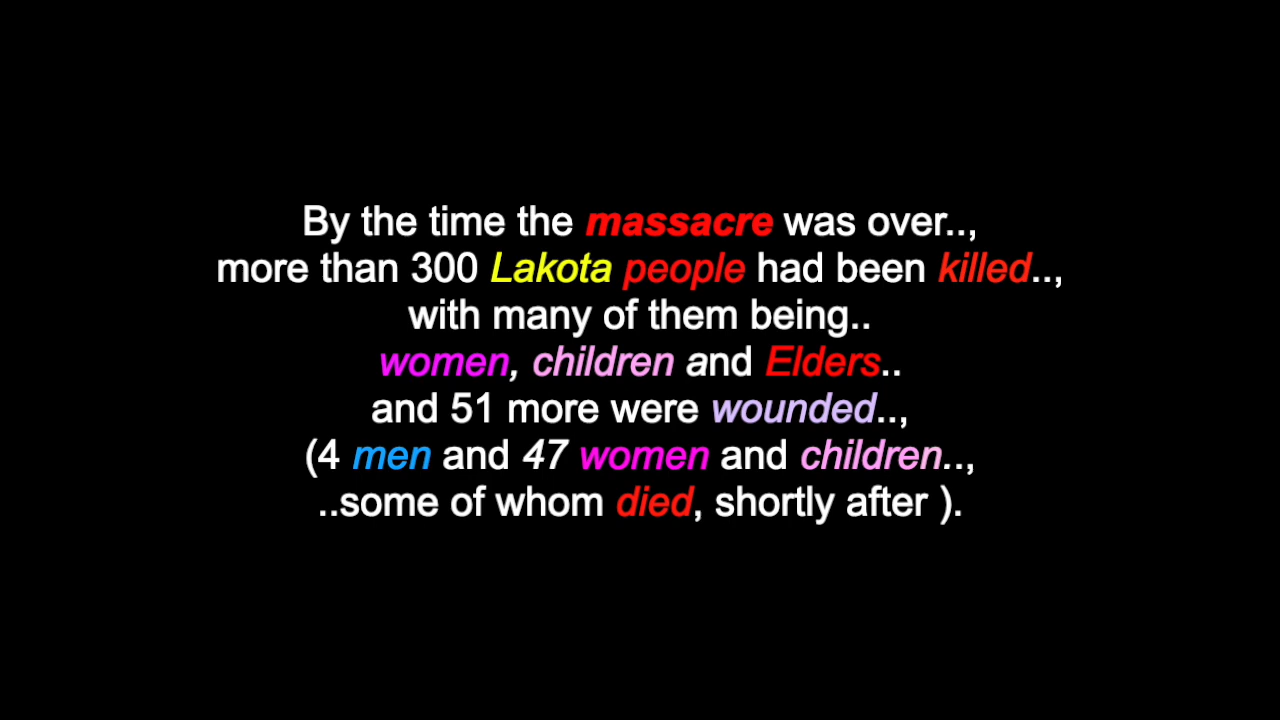 By the time the massacre was over..,
more than 300 Lakota people had been killed..,
with many of them being..
women, children and Elders..
and 51 more were wounded..,
(4 men and 47 women and children..,
..some of whom died, shortly after ).